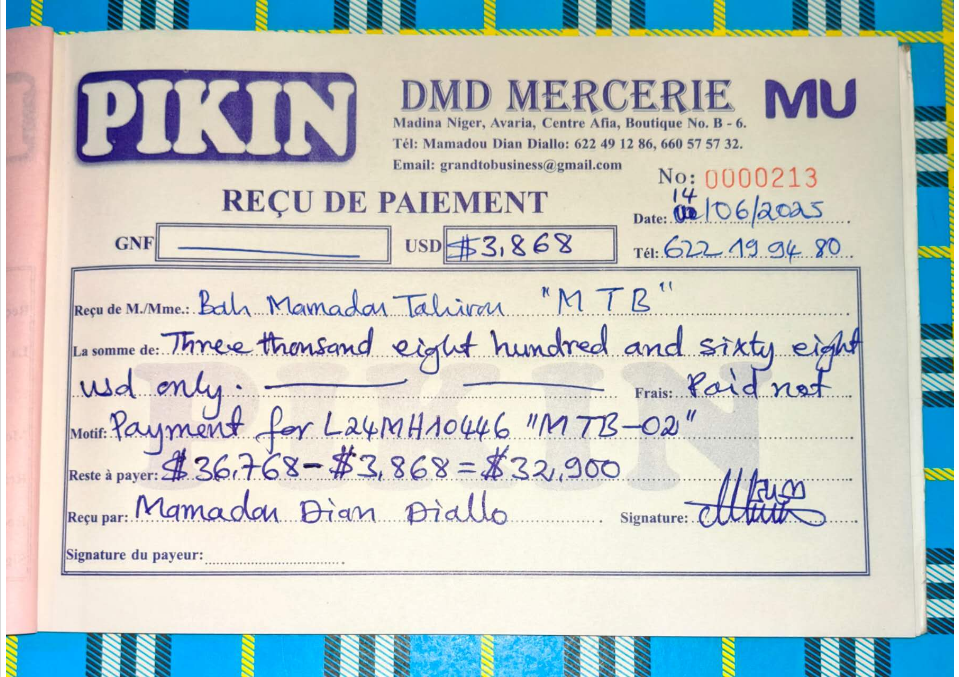 PIKIN
DMD MERCERIE MU
Madina Niger, Avaria, Centre Afia, Boutique No. B - 6.
Tél: Mamadou Dian Diallo: 622 49 12 86, 660 57 57 32.
Email: grandtobusiness@gmail.com
No: 0000213
REÇU DE PAIEMENT
Date: 14/06/2025
GNF USD $3,868
Tél: 622 19 94 80
Reçu de M./Mme.: Bah Mamadou Tahirou "MTB"
La somme de: Three thousand eight hundred and sixty eight
usd only. Frais: Paid not
Motif: Payment for L24MH10446 "MTB-02"
Reste à payer: $36,768-$3,868=$32,900
Reçu par: Mamadou Dian Diallo Signature:
Signature du payeur:
PIKIN